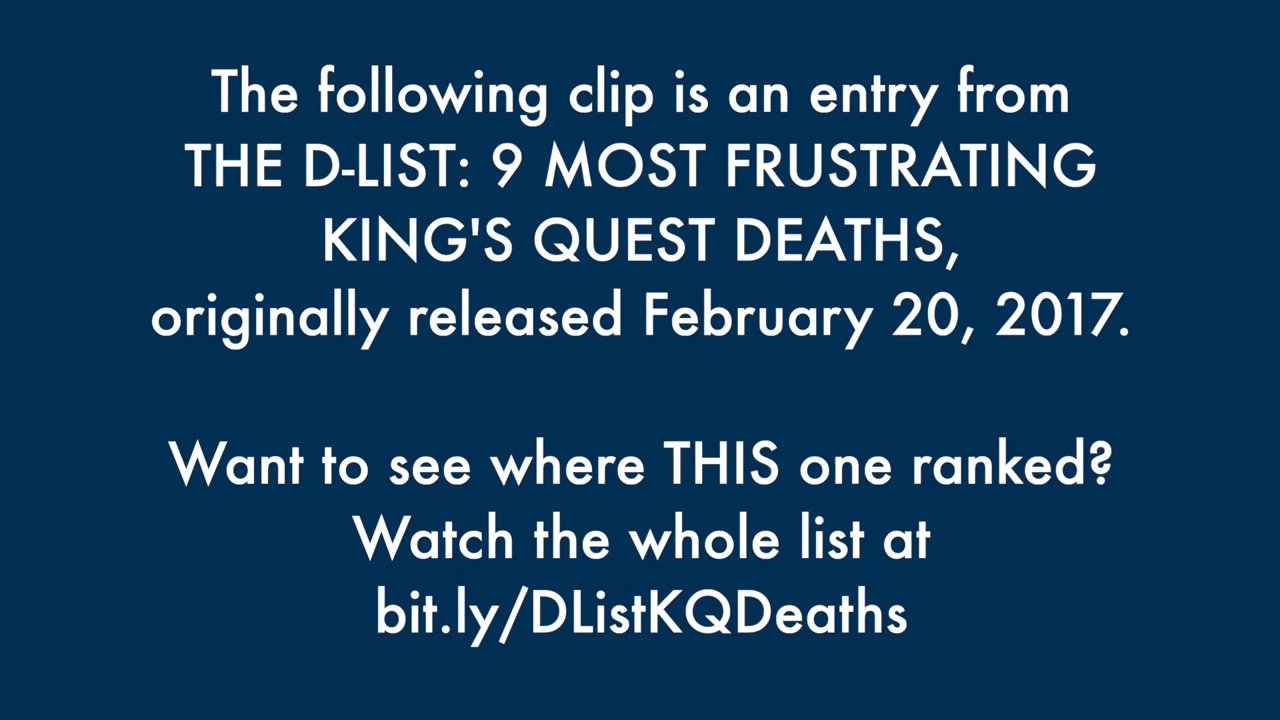 The following clip is an entry from
THE D-LIST: 9 MOST FRUSTRATING
KING'S QUEST DEATHS,
originally released February 20, 2017.
Want to see where THIS one ranked?
Watch the whole list at
bit.ly/DListKQDeaths